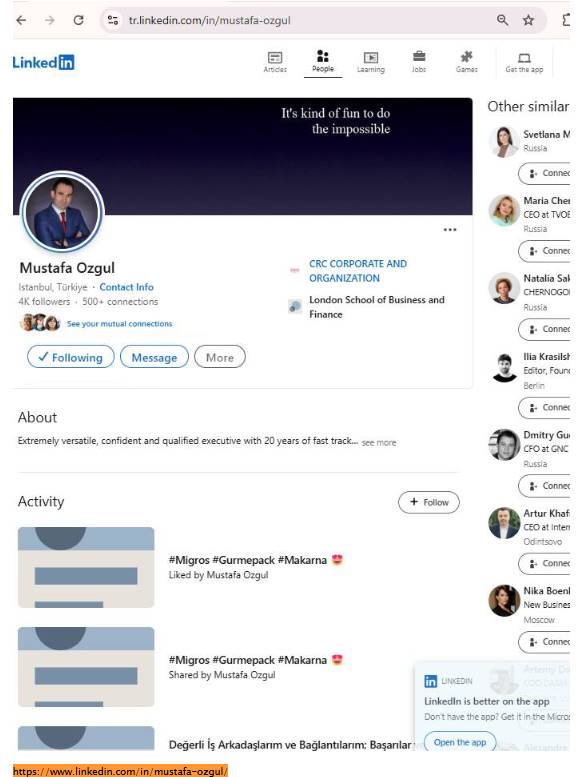 tr.linkedin.com/in/mustafa-ozgul
Linked in
Articles
People
Learning
Jobs
Games
Get the app
It's kind of fun to do
the impossible
Mustafa Ozgul
Istanbul, Türkiye · Contact Info
4K followers · 500+ connections
See your mutual connections
Following
Message
More
CRC CORPORATE AND
ORGANIZATION
London School of Business and
Finance
About
Extremely versatile, confident and qualified executive with 20 years of fast track... see more
Activity
+ Follow
#Migros #Gurmepack #Makarna 😍
Liked by Mustafa Ozgul
#Migros #Gurmepack #Makarna 😍
Shared by Mustafa Ozgul
Değerli İş Arkadaşlarım ve Bağlantılarım; Başarılar
Other similar
Svetlana M
Russia
Connec
Maria Cher
CEO at TVOE
Russia
Connec
Natalia Sak
CHERNOGO
Russia
Connec
Ilia Krasilsh
Editor, Foun
Berlin
Connec
Dmitry Gu
CFO at GNC
Russia
Connec
Artur Khaf
CEO at Inter
Odintsovo
Connec
Nika Boen
New Busines
Moscow
Connec
LINKEDIN
LinkedIn is better on the app
Don't have the app? Get it in the Micros
Open the app
https://www.linkedin.com/in/mustafa-ozgul/